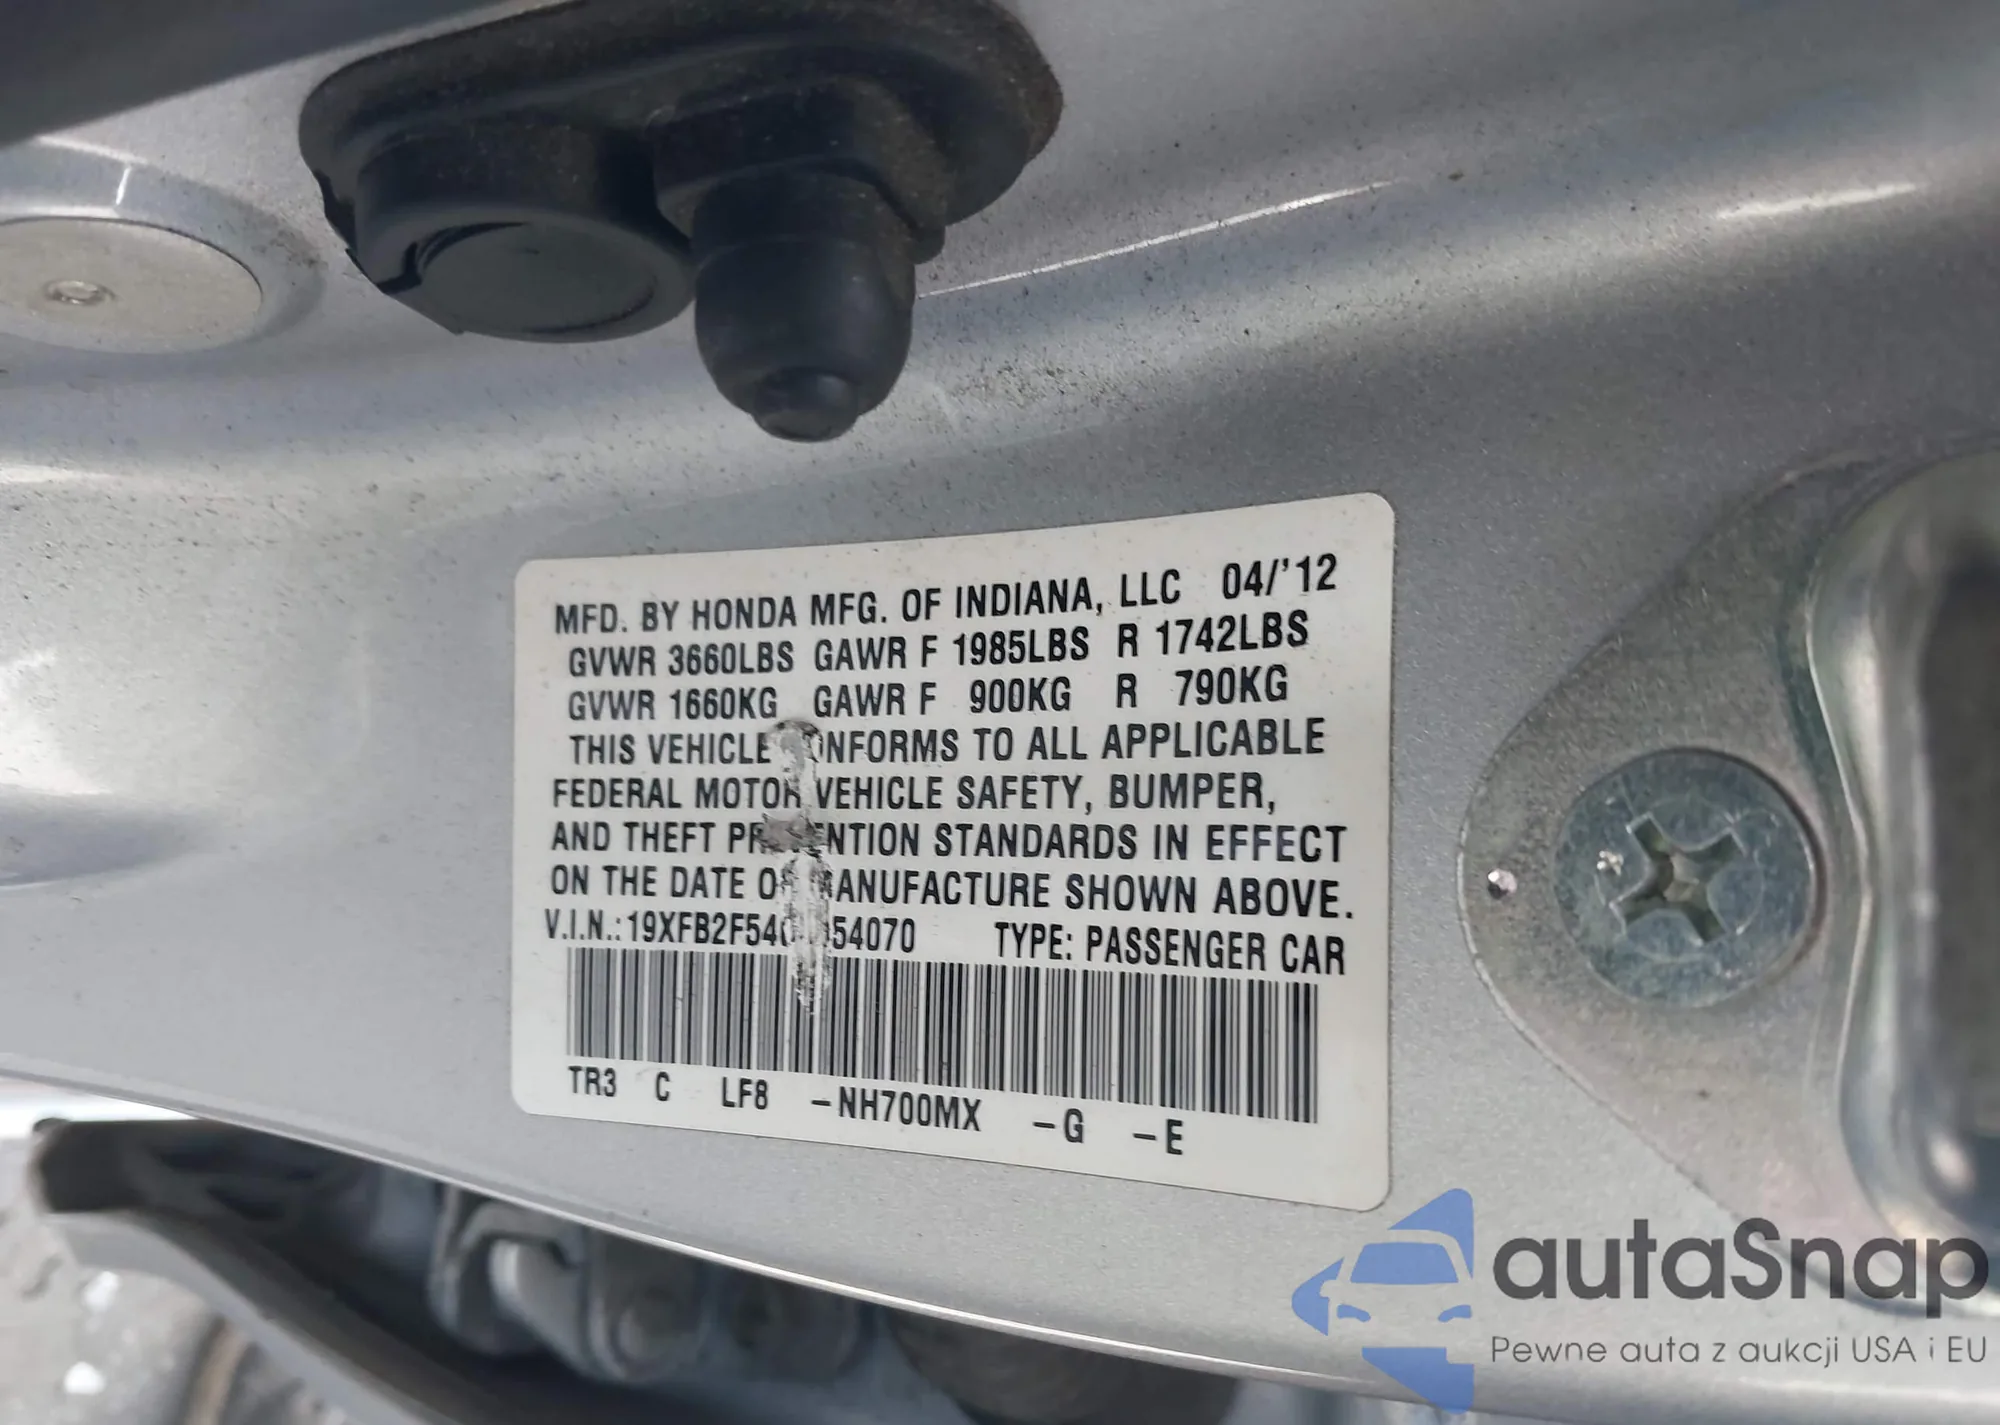 MFD. BY HONDA MFG. OF INDIANA, LLC 04/'12
GVWR 3660LBS GAWR F 1985LBS R 1742LBS
GVWR 1660KG GAWR F 900KG R 790KG
THIS VEHICLE CONFORMS TO ALL APPLICABLE
FEDERAL MOTOR VEHICLE SAFETY, BUMPER,
AND THEFT PREVENTION STANDARDS IN EFFECT
ON THE DATE OF MANUFACTURE SHOWN ABOVE.
V.I.N.: TYPE: PASSENGER CAR
TR3 C LF8 -NH700MX -G -E
autaSnap
Pewne auta z aukcji USA i EU